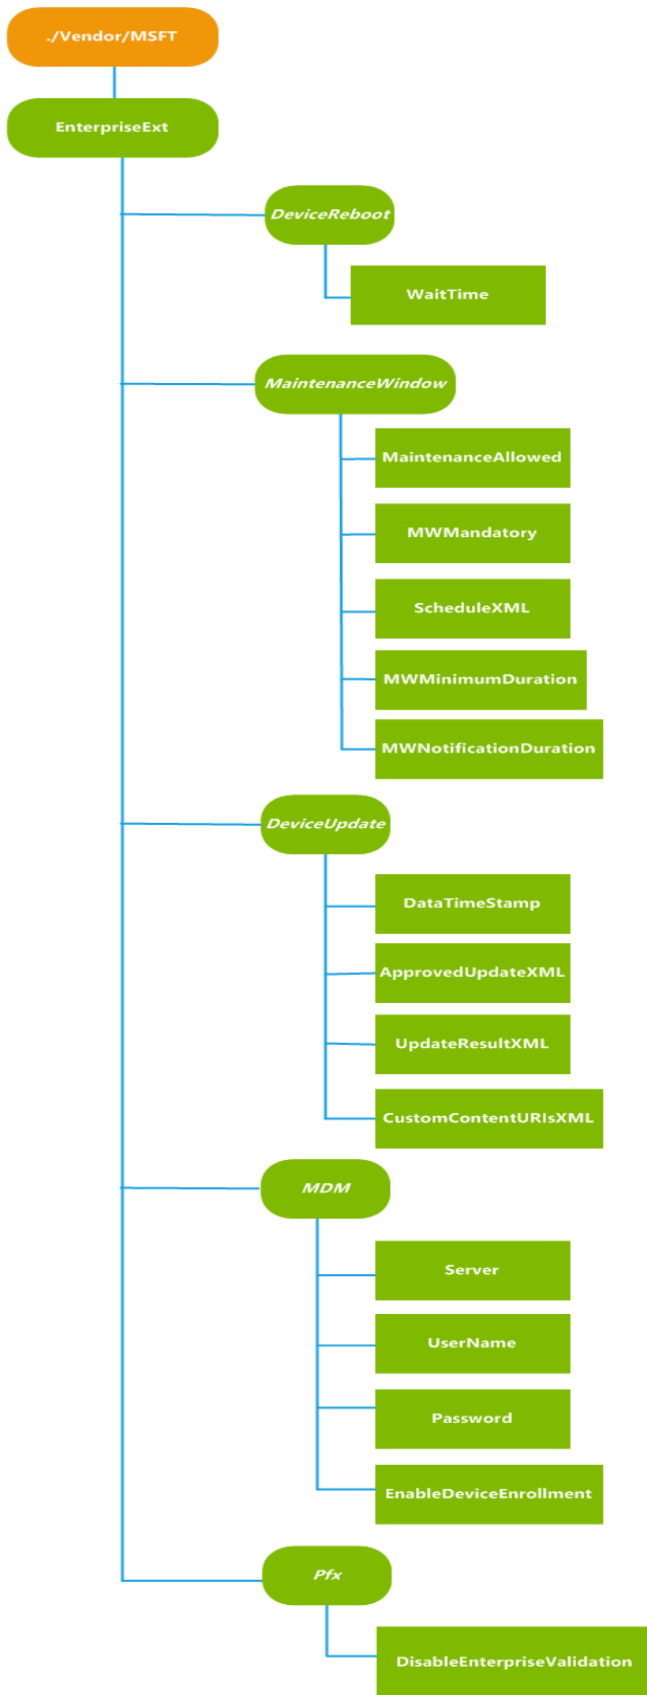 ./Vendor/MSFT
EnterpriseExt
DeviceReboot
WaitTime
MaintenanceWindow
MaintenanceAllowed
MWMandatory
ScheduleXML
MWMinimumDuration
MWNotificationDuration
DeviceUpdate
DataTimeStamp
ApprovedUpdateXML
UpdateResultXML
CustomContentURIsXML
MDM
Server
UserName
Password
EnableDeviceEnrollment
Pfx
DisableEnterpriseValidation